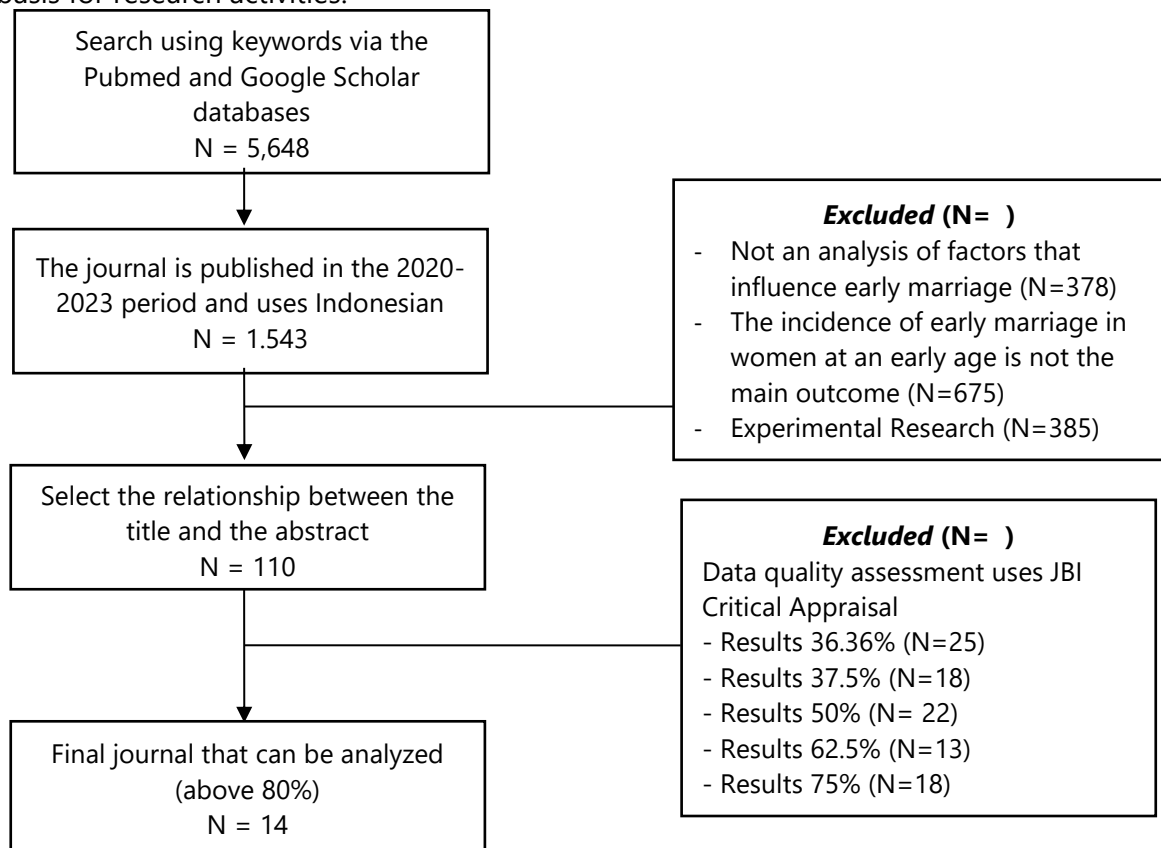 basis for research activities.
Search using keywords via the
Pubmed and Google Scholar
databases
N = 5,648
The journal is published in the 2020-
2023 period and uses Indonesian
N = 1.543
Excluded (N=  )
- Not an analysis of factors that
influence early marriage (N=378)
- The incidence of early marriage in
women at an early age is not the
main outcome (N=675)
- Experimental Research (N=385)
Select the relationship between the
title and the abstract
N = 110
Excluded (N=  )
Data quality assessment uses JBI
Critical Appraisal
- Results 36.36% (N=25)
- Results 37.5% (N=18)
- Results 50% (N= 22)
- Results 62.5% (N=13)
- Results 75% (N=18)
Final journal that can be analyzed
(above 80%)
N = 14